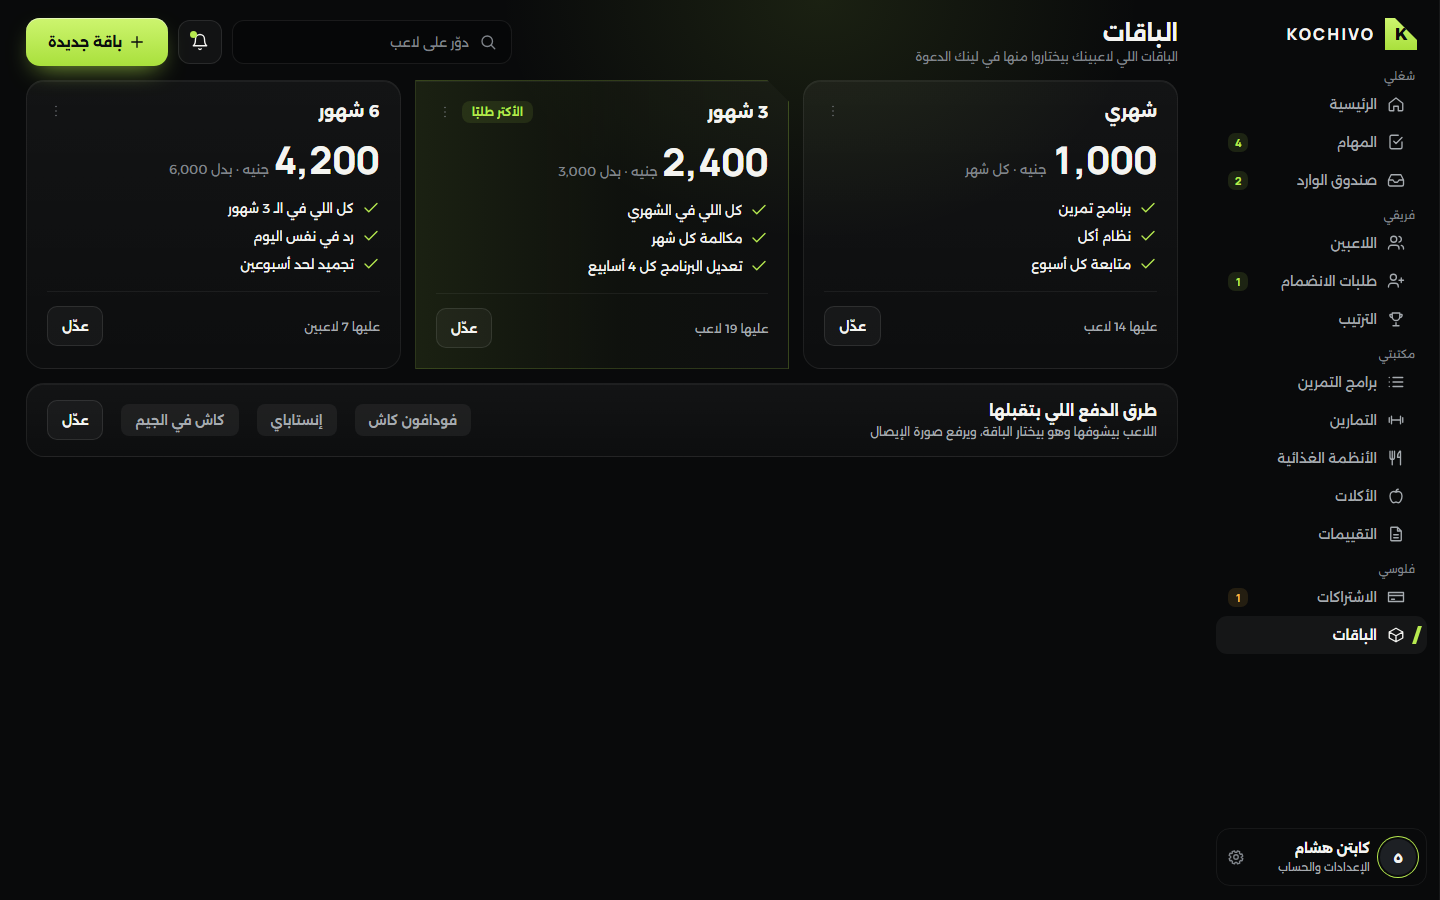 KOCHIVO
K
شغلي
الرئيسية
المهام 4
صندوق الوارد 2
فريقي
اللاعبين
طلبات الانضمام 1
الترتيب
مكتبتي
برامج التمرين
التمارين
الأنظمة الغذائية
الأكلات
التقييمات
فلوسي
الاشتراكات 1
الباقات
ه
كابتن هشام
الإعدادات والحساب
الباقات
الباقات اللي لاعبينك بيختاروا منها في لينك الدعوة
دوّر على لاعب
باقة جديدة
شهري
1,000 جنيه · كل شهر
برنامج تمرين
نظام أكل
متابعة كل أسبوع
عليها 14 لاعب
عدّل
3 شهور
الأكتر طلبًا
2,400 جنيه · بدل 3,000
كل اللي في الشهري
مكالمة كل شهر
تعديل البرنامج كل 4 أسابيع
عليها 19 لاعب
عدّل
6 شهور
4,200 جنيه · بدل 6,000
كل اللي في الـ 3 شهور
رد في نفس اليوم
تجميد لحد أسبوعين
عليها 7 لاعبين
عدّل
طرق الدفع اللي بتقبلها
اللاعب بيشوفها وهو بيختار الباقة، ويرفع صورة الإيصال
فودافون كاش
إنستاباي
كاش في الجيم
عدّل